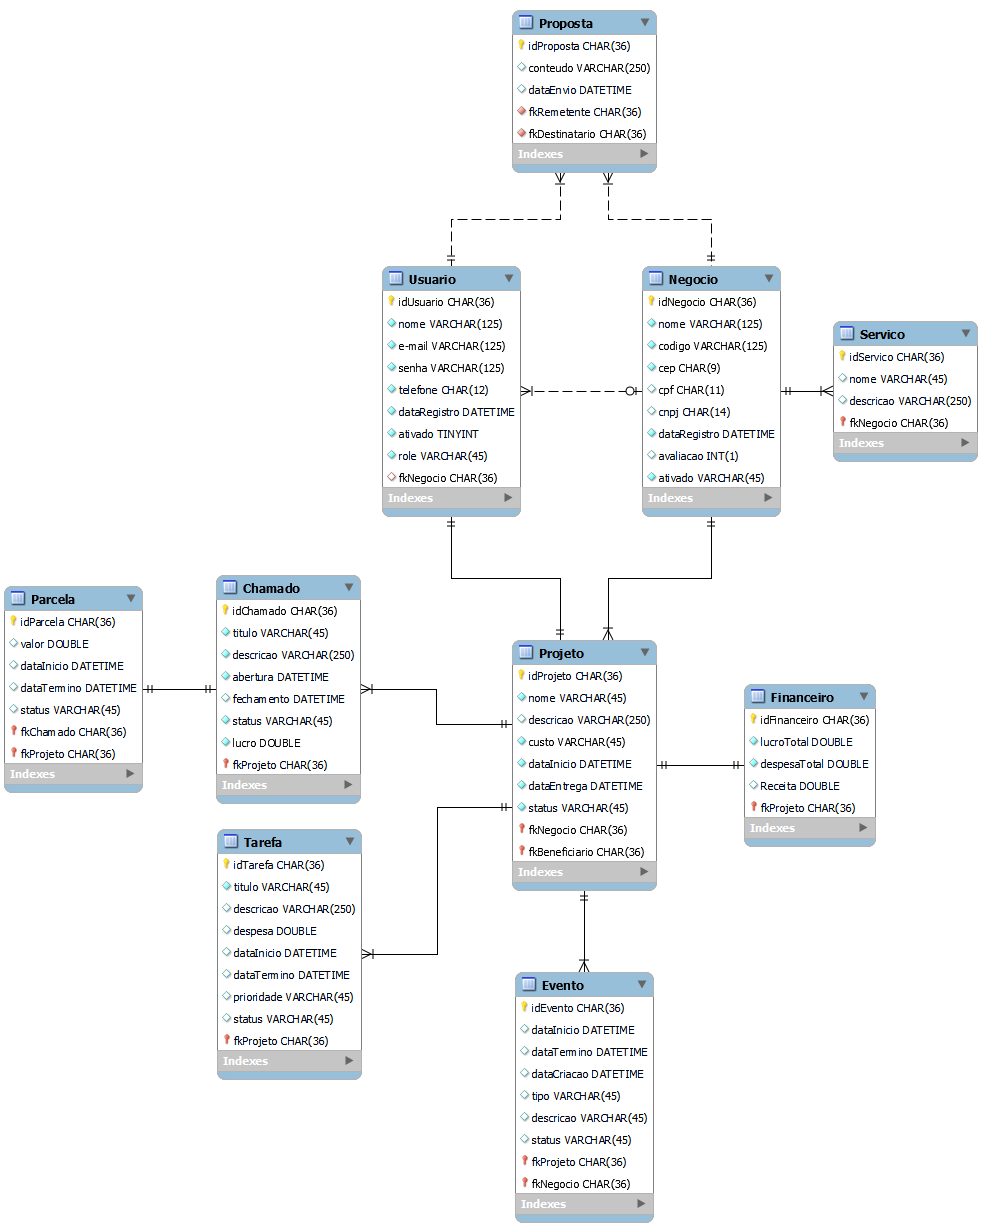 Proposta
idProposta CHAR(36)
conteudo VARCHAR(250)
dataEnvio DATETIME
fkRemetente CHAR(36)
fkDestinatario CHAR(36)
Indexes
Usuario
idUsuario CHAR(36)
nome VARCHAR(125)
e-mail VARCHAR(125)
senha VARCHAR(125)
telefone CHAR(12)
dataRegistro DATETIME
ativado TINYINT
role VARCHAR(45)
fkNegocio CHAR(36)
Indexes
Negocio
idNegocio CHAR(36)
nome VARCHAR(125)
codigo VARCHAR(125)
cep CHAR(9)
cpf CHAR(11)
cnpj CHAR(14)
dataRegistro DATETIME
avaliacao INT(1)
ativado VARCHAR(45)
Indexes
Servico
idServico CHAR(36)
nome VARCHAR(45)
descricao VARCHAR(250)
fkNegocio CHAR(36)
Indexes
Parcela
idParcela CHAR(36)
valor DOUBLE
dataInicio DATETIME
dataTermino DATETIME
status VARCHAR(45)
fkChamado CHAR(36)
fkProjeto CHAR(36)
Indexes
Chamado
idChamado CHAR(36)
titulo VARCHAR(45)
descricao VARCHAR(250)
abertura DATETIME
fechamento DATETIME
status VARCHAR(45)
lucro DOUBLE
fkProjeto CHAR(36)
Indexes
Projeto
idProjeto CHAR(36)
nome VARCHAR(45)
descricao VARCHAR(250)
custo VARCHAR(45)
dataInicio DATETIME
dataEntrega DATETIME
status VARCHAR(45)
fkNegocio CHAR(36)
fkBeneficiario CHAR(36)
Indexes
Financeiro
idFinanceiro CHAR(36)
lucroTotal DOUBLE
despesaTotal DOUBLE
Receita DOUBLE
fkProjeto CHAR(36)
Indexes
Tarefa
idTarefa CHAR(36)
titulo VARCHAR(45)
descricao VARCHAR(250)
despesa DOUBLE
dataInicio DATETIME
dataTermino DATETIME
prioridade VARCHAR(45)
status VARCHAR(45)
fkProjeto CHAR(36)
Indexes
Evento
idEvento CHAR(36)
dataInicio DATETIME
dataTermino DATETIME
dataCriacao DATETIME
tipo VARCHAR(45)
descricao VARCHAR(45)
status VARCHAR(45)
fkProjeto CHAR(36)
fkNegocio CHAR(36)
Indexes